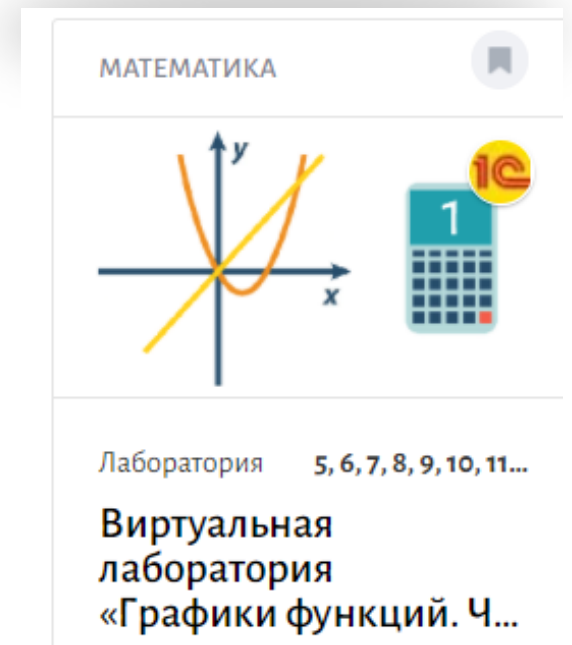 МАТЕМАТИКА
y
1С
1
x
Лаборатория 5, 6, 7, 8, 9, 10, 11...
Виртуальная
лаборатория
«Графики функций. Ч...